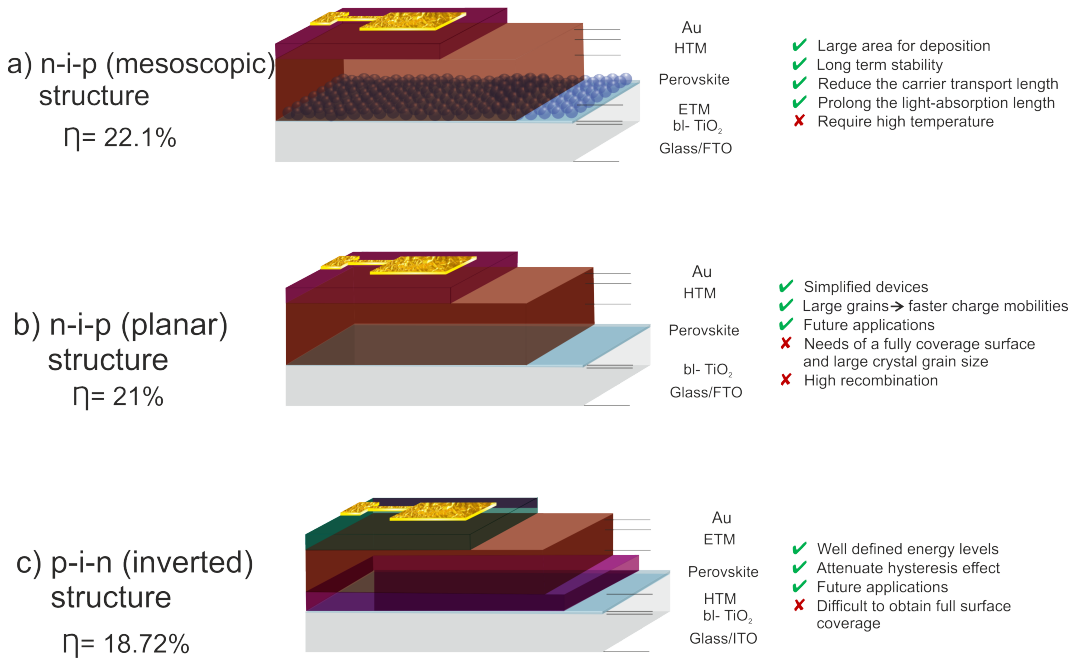 a) n-i-p (mesoscopic)
structure
Ƞ= 22.1%
Au
HTM
Perovskite
ETM
bl- TiO₂
Glass/FTO
✔ Large area for deposition
✔ Long term stability
✔ Reduce the carrier transport length
✔ Prolong the light-absorption length
✘ Require high temperature
b) n-i-p (planar)
structure
Ƞ= 21%
Au
HTM
Perovskite
bl- TiO₂
Glass/FTO
✔ Simplified devices
✔ Large grains➔ faster charge mobilities
✔ Future applications
✘ Needs of a fully coverage surface
and large crystal grain size
✘ High recombination
c) p-i-n (inverted)
structure
Ƞ= 18.72%
Au
ETM
Perovskite
HTM
bl- TiO₂
Glass/ITO
✔ Well defined energy levels
✔ Attenuate hysteresis effect
✔ Future applications
✘ Difficult to obtain full surface
coverage